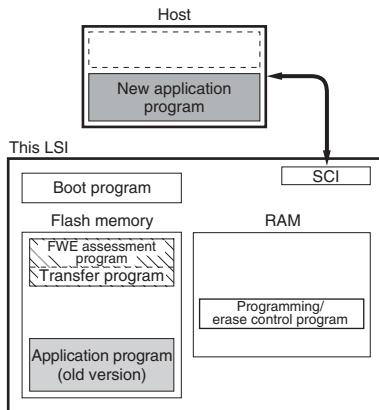 Host
New application
program
This LSI
SCI
Boot program
Flash memory
RAM
FWE assessment
program
Transfer program
Programming/
erase control program
Application program
(old version)